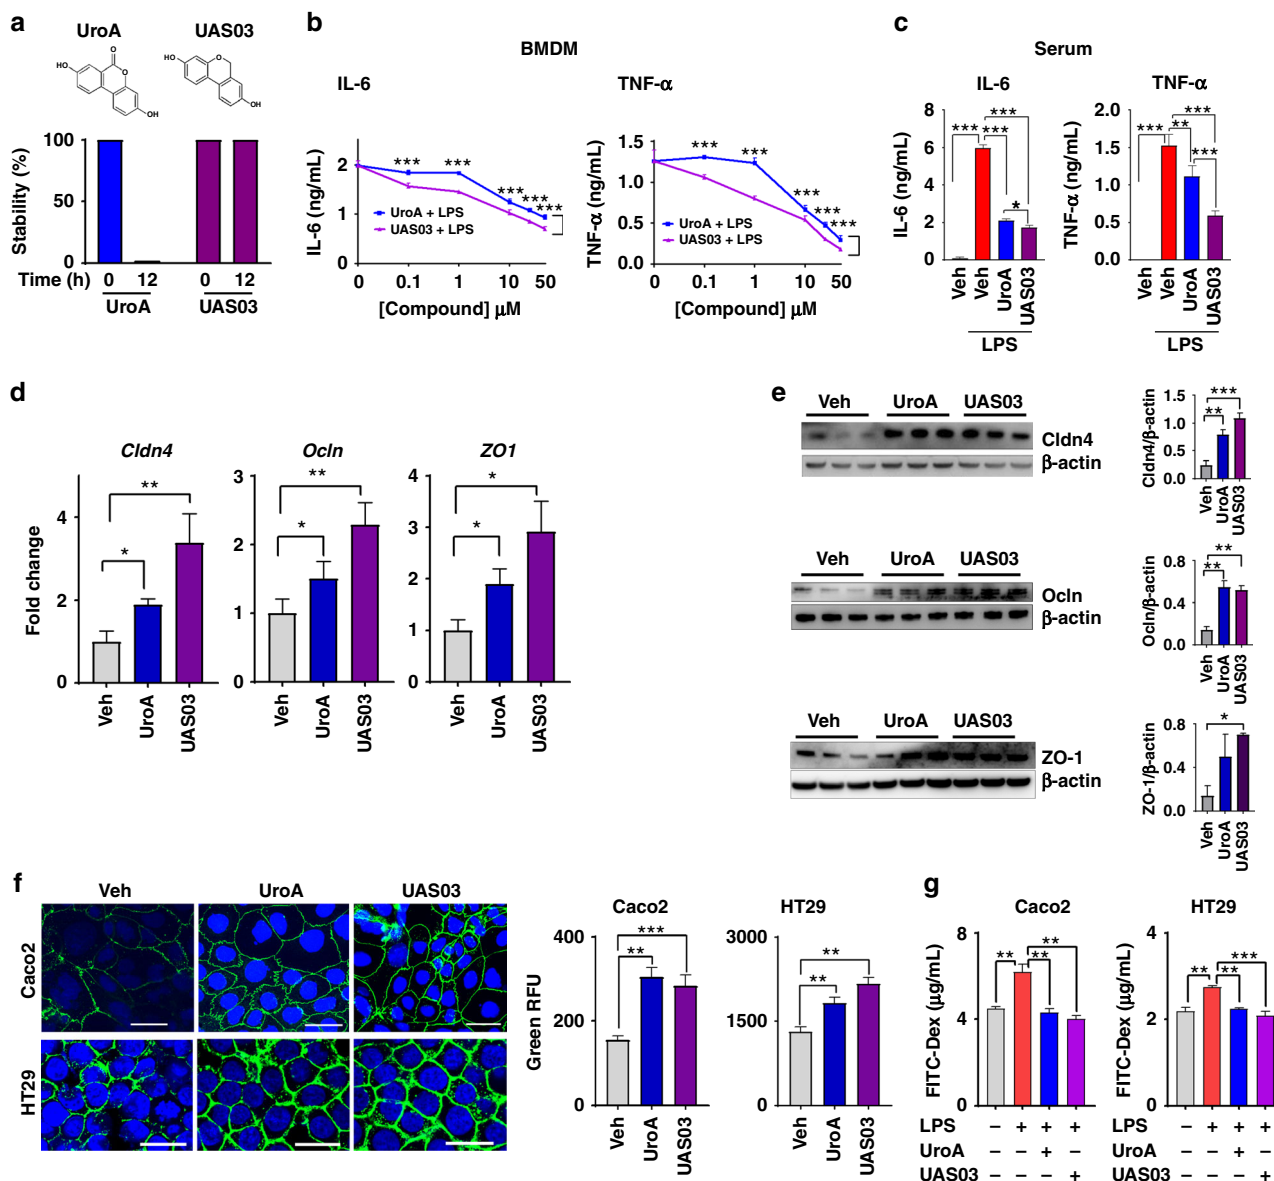 a
UroA
UAS03
HO
O
O
OH
HO
O
OH
Stability (%)
100
50
0
Time (h)
0 12 0 12
UroA UAS03
b
BMDM
IL-6
IL-6 (ng/mL)
2
1
0
***
***
***
***
***
UroA + LPS
UAS03 + LPS
0 0.1 1 10 50
[Compound] μM
TNF-α
TNF-α (ng/mL)
1.5
1.0
0.5
0.0
***
***
***
***
***
UroA + LPS
UAS03 + LPS
0 0.1 1 10 50
[Compound] μM
c
Serum
IL-6
IL-6 (ng/mL)
8
6
4
2
0
***
*** ***
*
Veh Veh UroA UAS03
LPS
TNF-α
TNF-α (ng/mL)
2.0
1.5
1.0
0.5
0.0
***
*** **
***
Veh Veh UroA UAS03
LPS
d
Fold change
Cldn4
4
2
0
**
*
Veh UroA UAS03
Ocln
3
2
1
0
**
*
Veh UroA UAS03
ZO1
4
3
2
1
0
*
*
Veh UroA UAS03
e
Veh UroA UAS03
Cldn4
β-actin
Cldn4/β-actin
1.5
1.0
0.5
0.0
***
**
Veh UroA UAS03
Veh UroA UAS03
Ocln
β-actin
Ocln/β-actin
0.8
0.4
0.0
**
**
Veh UroA UAS03
Veh UroA UAS03
ZO-1
β-actin
ZO-1/β-actin
0.8
0.4
0.0
*
Veh UroA UAS03
f
Veh UroA UAS03
Caco2
HT29
Green RFU
Caco2
400
200
0
***
**
Veh UroA UAS03
HT29
3000
1500
0
**
**
Veh UroA UAS03
g
Caco2
FITC-Dex (μg/mL)
8
4
0
**
** **
LPS − + + +
UroA − − + −
UAS03 − − − +
HT29
FITC-Dex (μg/mL)
4
2
0
***
** **
LPS − + + +
UroA − − + −
UAS03 − − − +